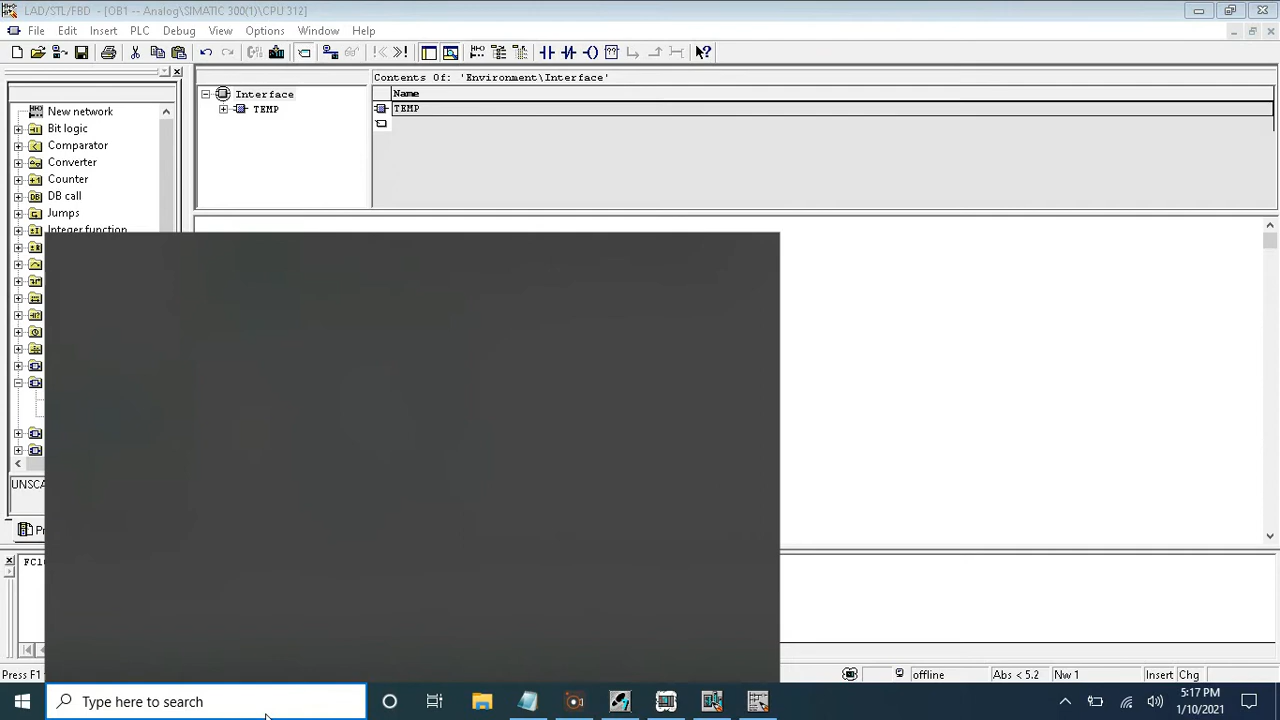 LAD/STL/FBD - [OB1 -- Analog\SIMATIC 300(1)\CPU 312]
File Edit Insert PLC Debug View Options Window Help
Contents Of: 'Environment\Interface'
Interface
TEMP
Name
TEMP
New network
Bit logic
Comparator
Converter
Counter
DB call
Jumps
Integer function
UNSCA
FC1
Press F1
offline
Abs < 5.2
Nw 1
Insert
Chg
Type here to search
5:17 PM
1/10/2021